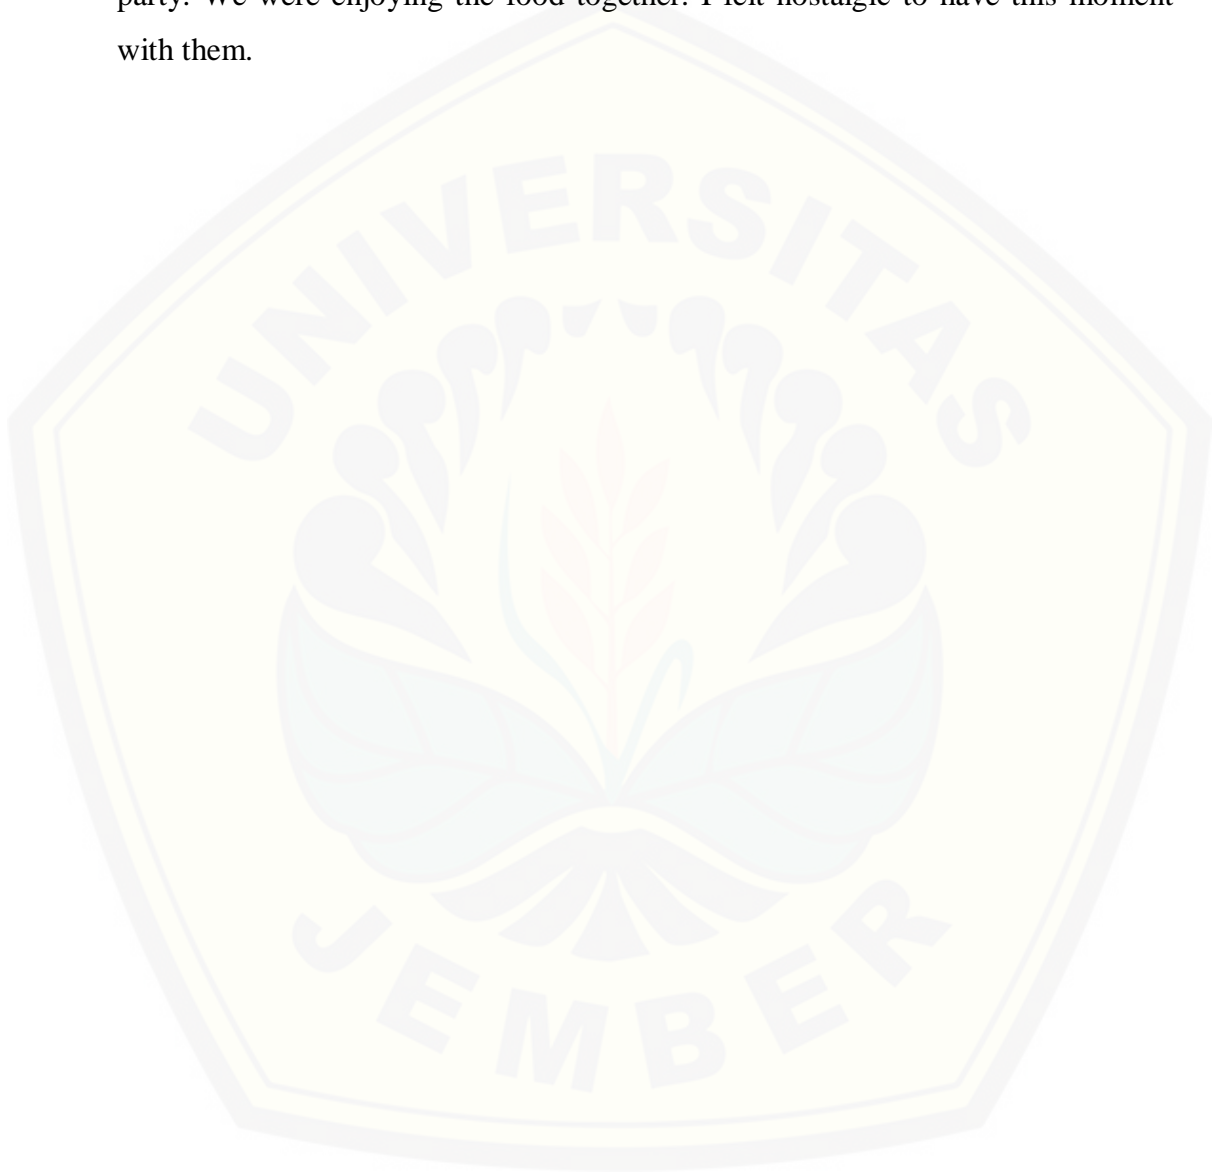 party. We were enjoying the food together. I felt nostalgic to have this moment
with them.
UNIVERSITAS
JEMBER